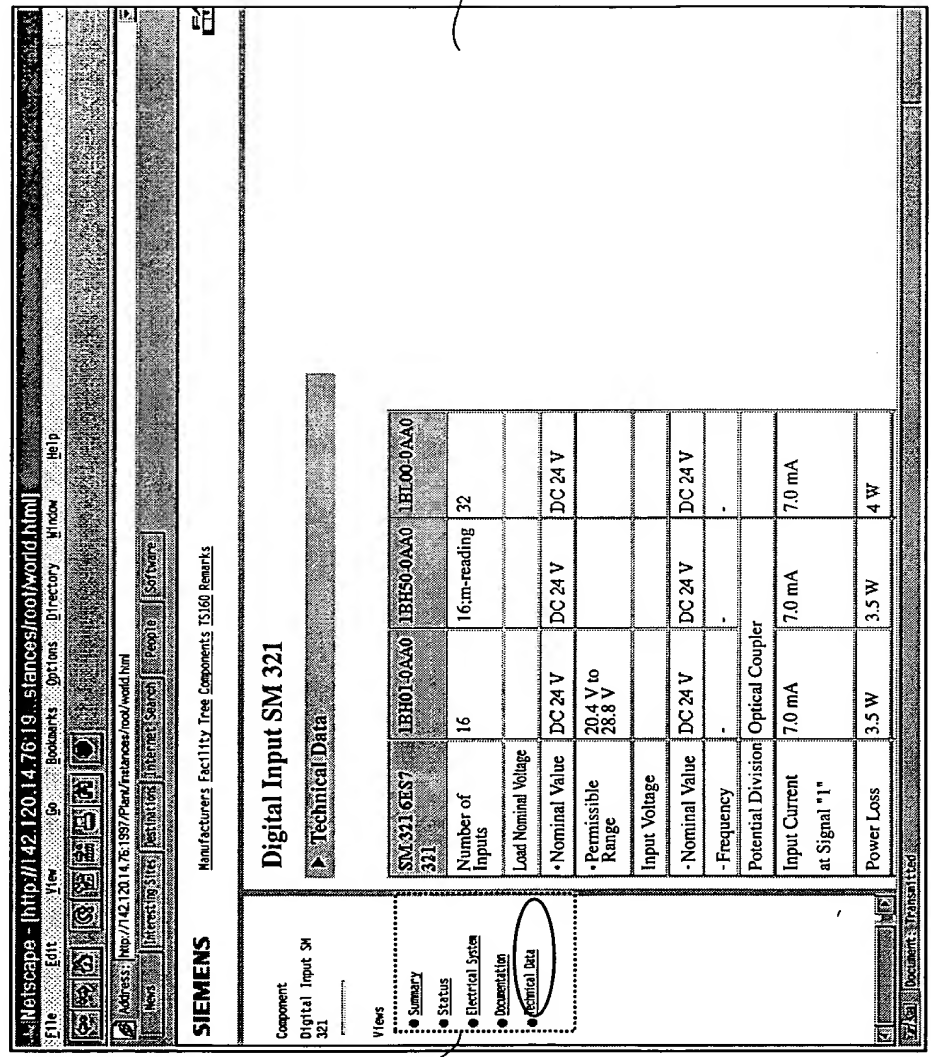 Netscape - [http://142.120.14.76:19...stances/root/world.html]
File Edit View Go Bookmarks Options Directory Window Help
Address: http://142.120.14.76:1997/Plant/Instances/root/world.html
News Interesting Sites Destinations Internet Search People Software
SIEMENS
Manufacturers Facility Tree Components TS160 Remarks
Component
Digital Input SM
321
Views
● Summary
● Status
● Electrical System
● Documentation
● Technical Data
Digital Input SM 321
▶ Technical Data
SM 321 6ES7 321 1BH01-0AA0 1BH50-0AA0 1BL00-0AA0
Number of Inputs 16 16:m-reading 32
Load Nominal Voltage
• Nominal Value DC 24 V DC 24 V DC 24 V
• Permissible Range 20.4 V to 28.8 V
Input Voltage
- Nominal Value DC 24 V DC 24 V DC 24 V
- Frequency - - -
Potential Division Optical Coupler
Input Current at Signal "1" 7.0 mA 7.0 mA 7.0 mA
Power Loss 3.5 W 3.5 W 4 W
Document: Transmitted